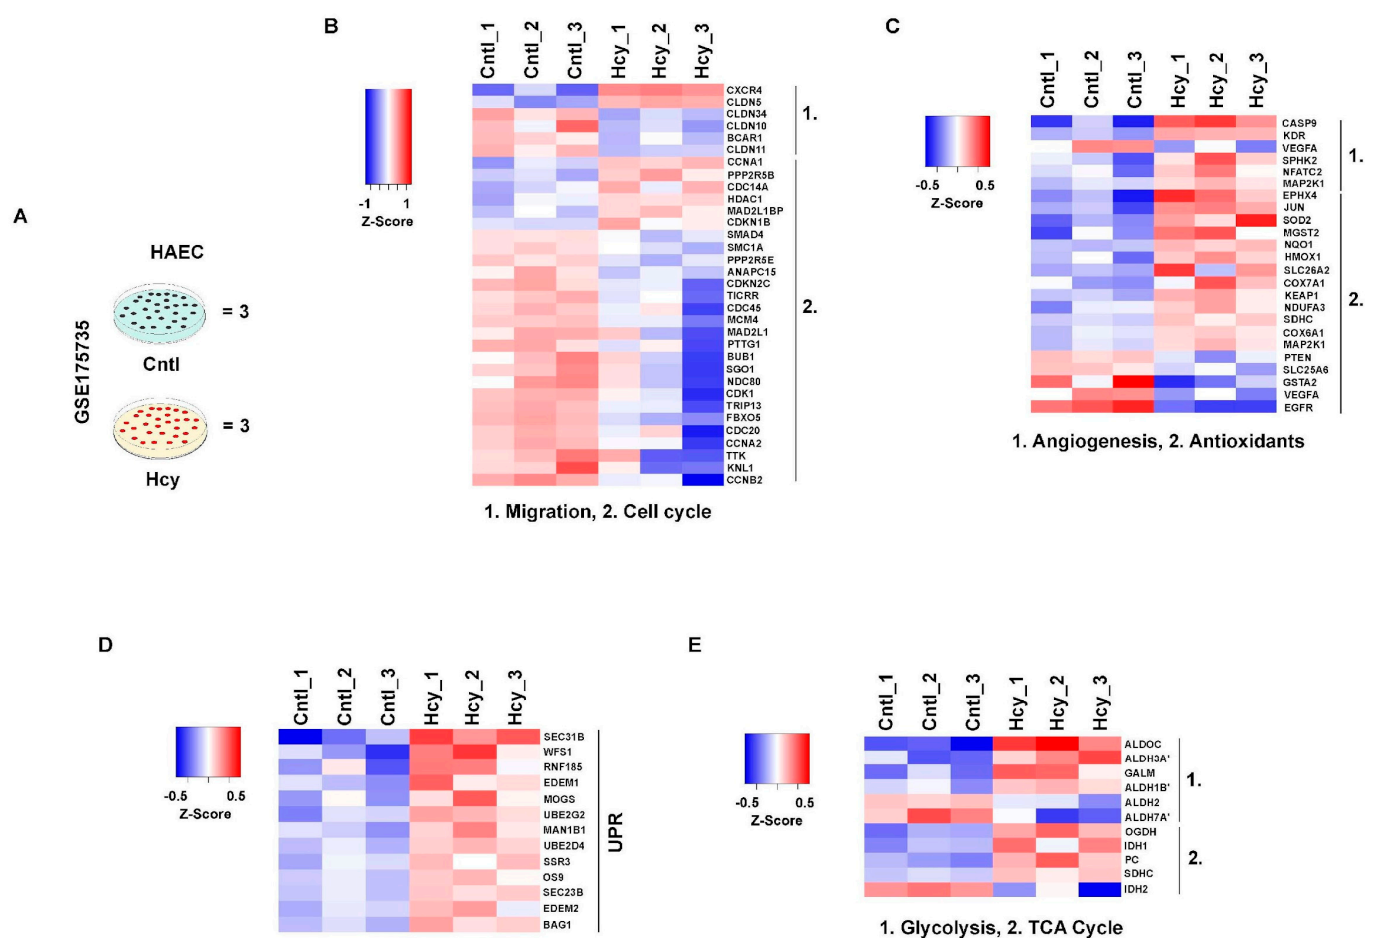 A
HAEC
GSE175735
= 3
Cntl
= 3
Hcy
B
Cntl_1
Cntl_2
Cntl_3
Hcy_1
Hcy_2
Hcy_3
-1 1
Z-Score
CXCR4
CLDN5
CLDN34
CLDN10
BCAR1
CLDN11
CCNA1
PPP2R5B
CDC14A
HDAC1
MAD2L1BP
CDKN1B
SMAD4
SMC1A
PPP2R5E
ANAPC15
CDKN2C
TICRR
CDC45
MCM4
MAD2L1
PTTG1
BUB1
SGO1
NDC80
CDK1
TRIP13
FBXO5
CDC20
CCNA2
TTK
KNL1
CCNB2
1.
2.
1. Migration, 2. Cell cycle
C
Cntl_1
Cntl_2
Cntl_3
Hcy_1
Hcy_2
Hcy_3
-0.5 0.5
Z-Score
CASP9
KDR
VEGFA
SPHK2
NFATC2
MAP2K1
EPHX4
JUN
SOD2
MGST2
NQO1
HMOX1
SLC26A2
COX7A1
KEAP1
NDUFA3
SDHC
COX6A1
MAP2K1
PTEN
SLC25A6
GSTA2
VEGFA
EGFR
1.
2.
1. Angiogenesis, 2. Antioxidants
D
Cntl_1
Cntl_2
Cntl_3
Hcy_1
Hcy_2
Hcy_3
-0.5 0.5
Z-Score
SEC31B
WFS1
RNF185
EDEM1
MOGS
UBE2G2
MAN1B1
UBE2D4
SSR3
OS9
SEC23B
EDEM2
BAG1
UPR
E
Cntl_1
Cntl_2
Cntl_3
Hcy_1
Hcy_2
Hcy_3
-0.5 0.5
Z-Score
ALDOC
ALDH3A'
GALM
ALDH1B'
ALDH2
ALDH7A'
OGDH
IDH1
PC
SDHC
IDH2
1.
2.
1. Glycolysis, 2. TCA Cycle